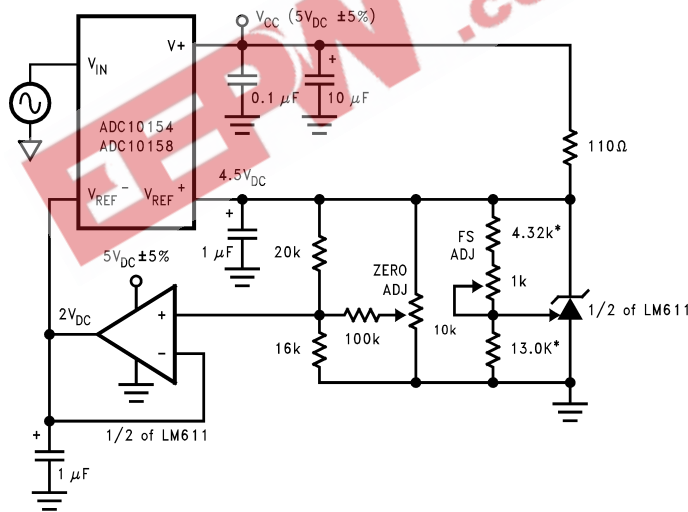 V_CC (5V_DC ±5%)
V+
V_IN
0.1 μF
10 μF
ADC10154
ADC10158
110Ω
V_REF^- V_REF^+
4.5V_DC
1 μF
5V_DC ±5%
2V_DC
+
−
1/2 of LM611
1 μF
20k
16k
100k
ZERO
ADJ
10k
FS
ADJ
4.32k*
1k
13.0K*
1/2 of LM611
+
+
+
EEPW.co